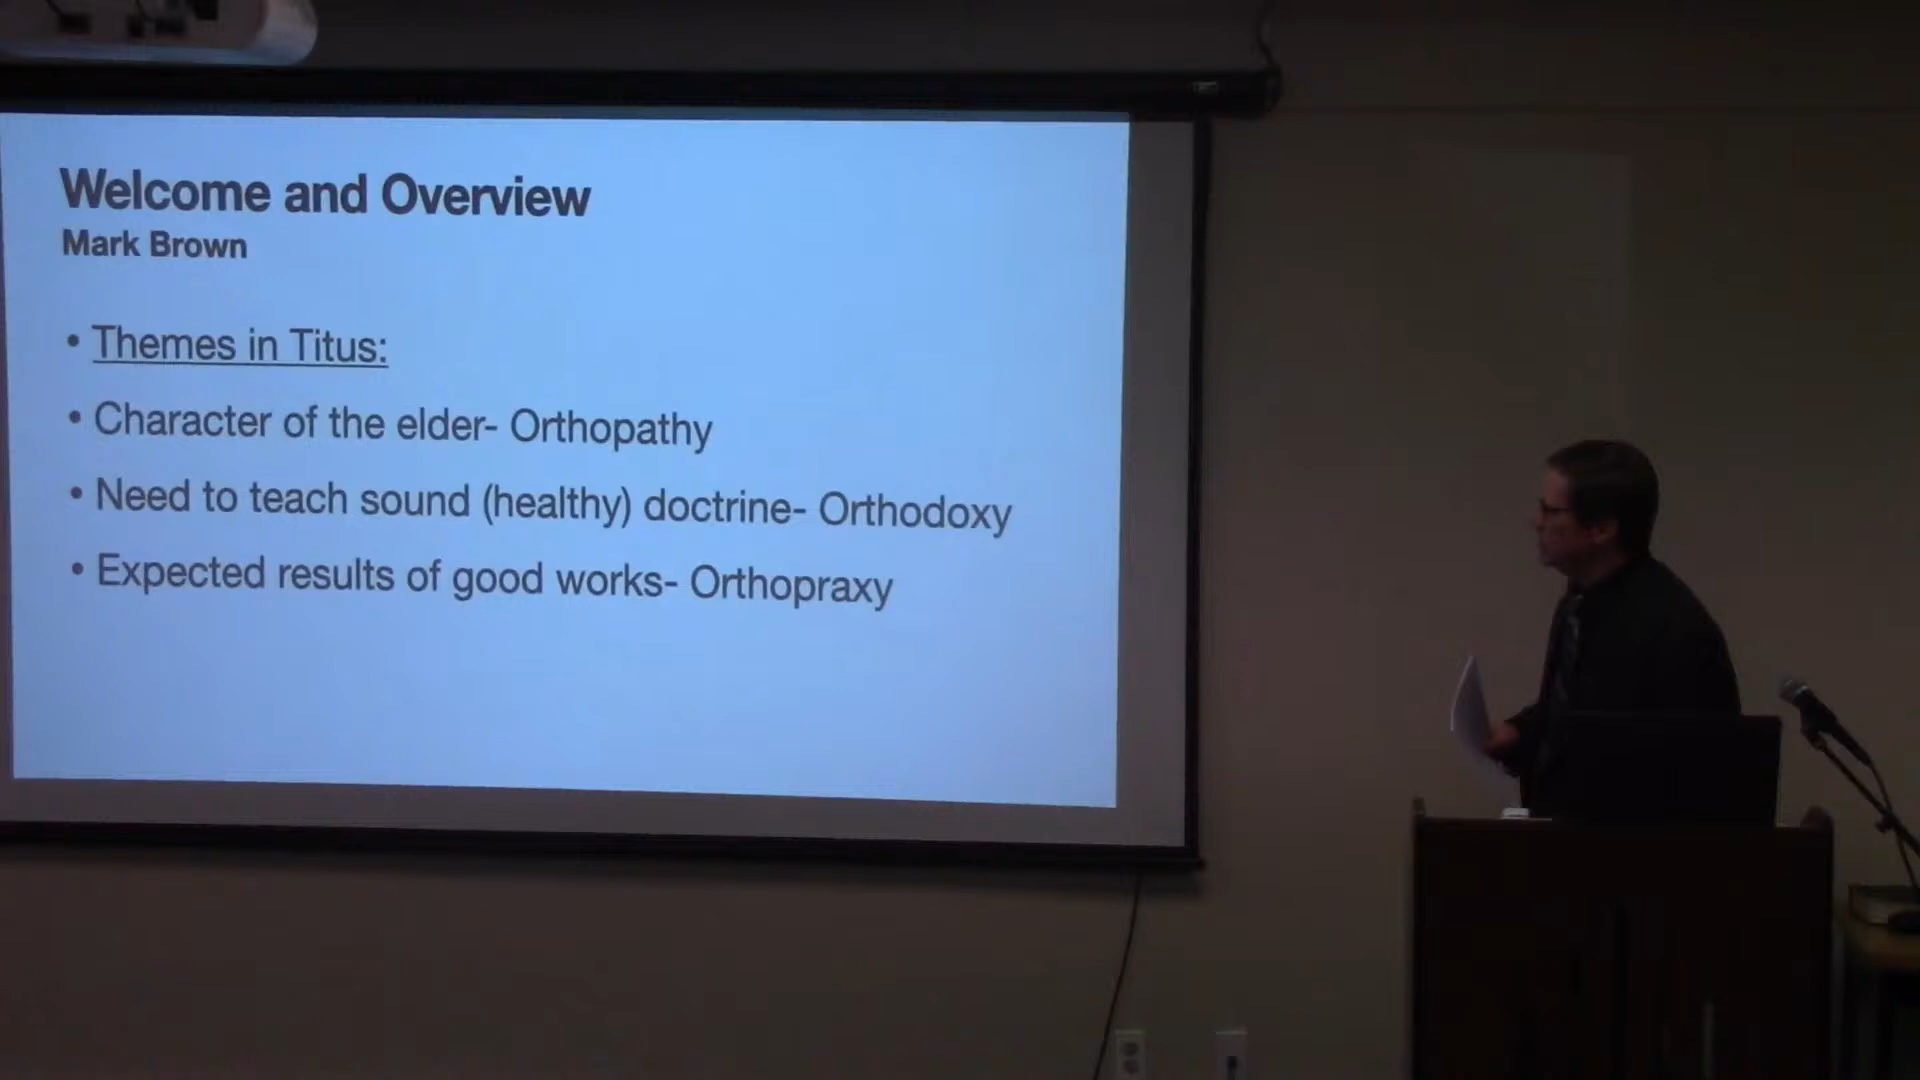 Welcome and Overview
Mark Brown
• Themes in Titus:
• Character of the elder- Orthopathy
• Need to teach sound (healthy) doctrine- Orthodoxy
• Expected results of good works- Orthopraxy